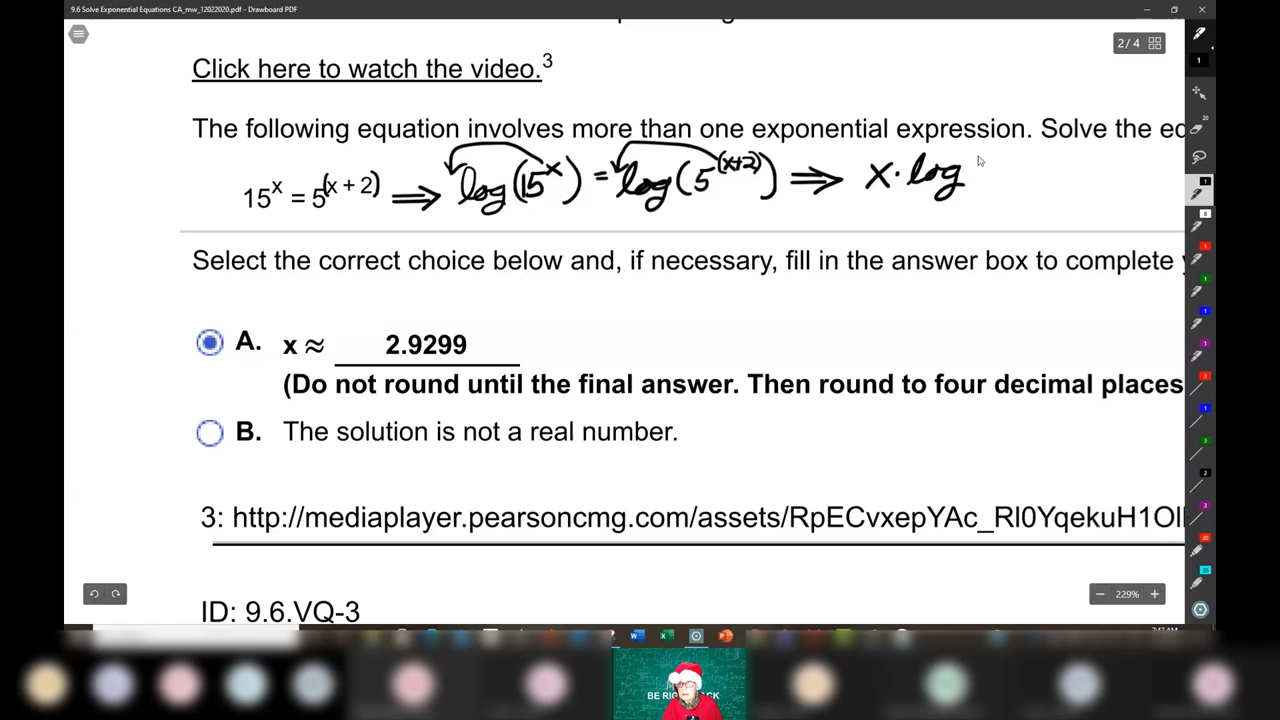 9.6 Solve Exponential Equations CA_mw_12022020.pdf - Drawboard PDF
2 / 4
Click here to watch the video.3
The following equation involves more than one exponential expression. Solve the ec
15^x = 5^(x + 2) ⟹ log(15^x) = log(5^(x+2)) ⟹ x · log
Select the correct choice below and, if necessary, fill in the answer box to complete
A. x ≈ 2.9299
(Do not round until the final answer. Then round to four decimal places
B. The solution is not a real number.
3: http://mediaplayer.pearsoncmg.com/assets/RpECvxepYAc_Rl0YqekuH1Ol
229%
ID: 9.6.VQ-3